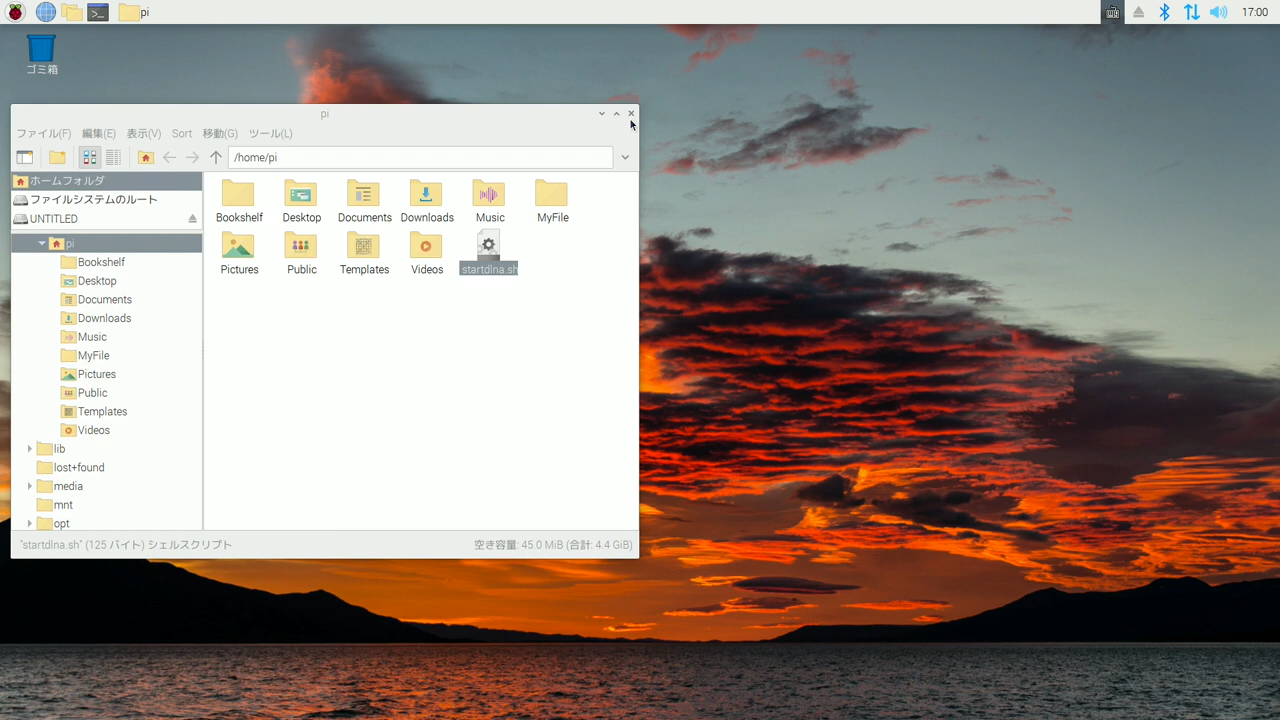 pi
17:00
ゴミ箱
pi
ファイル(F) 編集(E) 表示(V) Sort 移動(G) ツール(L)
/home/pi
ホームフォルダ
ファイルシステムのルート
UNTITLED
pi
Bookshelf
Desktop
Documents
Downloads
Music
MyFile
Pictures
Public
Templates
Videos
lib
lost+found
media
mnt
opt
Bookshelf Desktop Documents Downloads Music MyFile
Pictures Public Templates Videos startdlna.sh
"startdlna.sh" (125 バイト) シェルスクリプト
空き容量: 45.0 MiB (合計: 4.4 GiB)